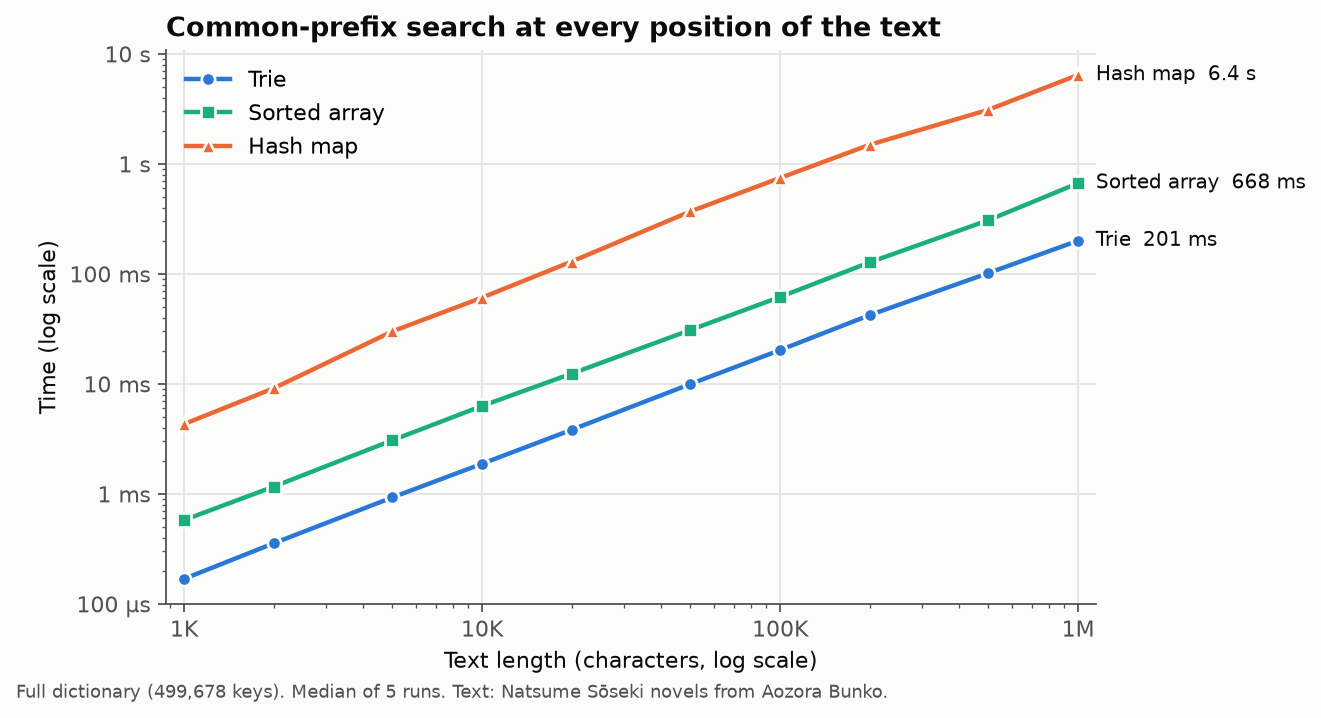 Common-prefix search at every position of the text
10 s
1 s
100 ms
10 ms
1 ms
100 µs
Time (log scale)
Trie
Sorted array
Hash map
Hash map 6.4 s
Sorted array 668 ms
Trie 201 ms
1K
10K
100K
1M
Text length (characters, log scale)
Full dictionary (499,678 keys). Median of 5 runs. Text: Natsume Sōseki novels from Aozora Bunko.